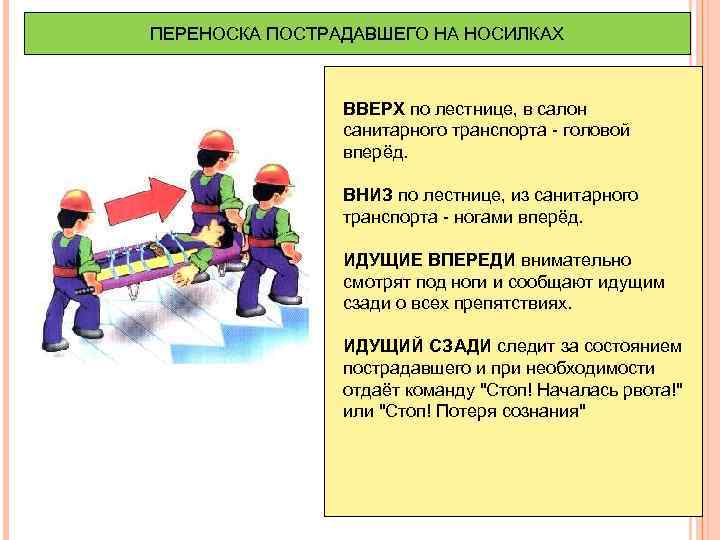 ПЕРЕНОСКА ПОСТРАДАВШЕГО НА НОСИЛКАХ
ВВЕРХ по лестнице, в салон
санитарного транспорта - головой
вперёд.
ВНИЗ по лестнице, из санитарного
транспорта - ногами вперёд.
ИДУЩИЕ ВПЕРЕДИ внимательно
смотрят под ноги и сообщают идущим
сзади о всех препятствиях.
ИДУЩИЙ СЗАДИ следит за состоянием
пострадавшего и при необходимости
отдаёт команду "Стоп! Началась рвота!"
или "Стоп! Потеря сознания"